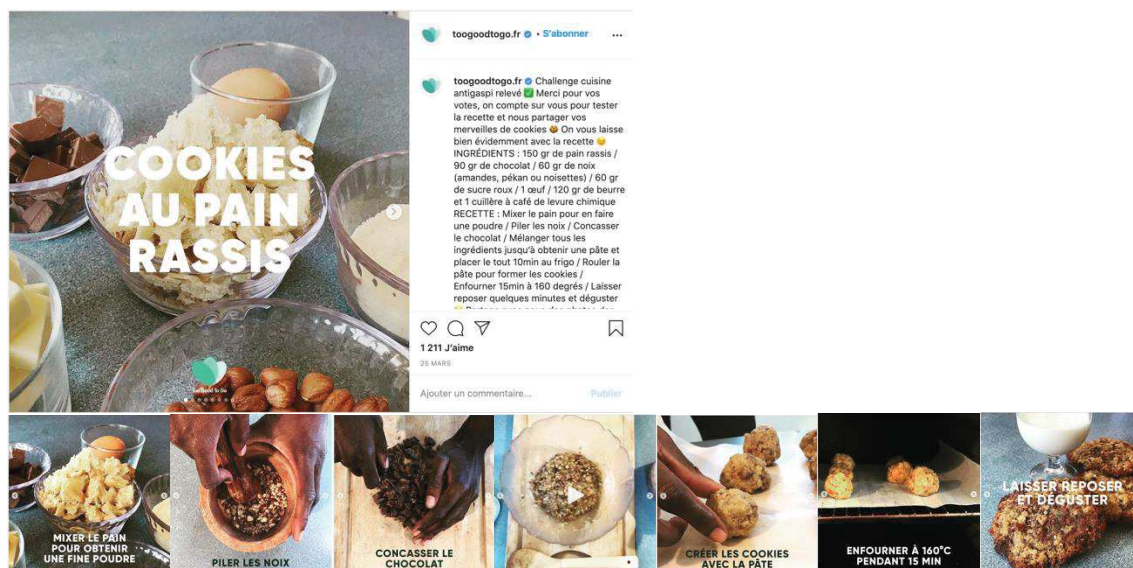 COOKIES
AU PAIN
RASSIS
Too Good To Go
toogoodtogo.fr • S'abonner
toogoodtogo.fr Challenge cuisine
antigaspi relevé ✅ Merci pour vos
votes, on compte sur vous pour tester
la recette et nous partager vos
merveilles de cookies 🍪 On vous laisse
bien évidemment avec la recette 😉
INGRÉDIENTS : 150 gr de pain rassis /
90 gr de chocolat / 60 gr de noix
(amandes, pékan ou noisettes) / 60 gr
de sucre roux / 1 œuf / 120 gr de beurre
et 1 cuillère à café de levure chimique
RECETTE : Mixer le pain pour en faire
une poudre / Piler les noix / Concasser
le chocolat / Mélanger tous les
ingrédients jusqu'à obtenir une pâte et
placer le tout 10min au frigo / Rouler la
pâte pour former les cookies /
Enfourner 15min à 160 degrés / Laisser
reposer quelques minutes et déguster
1 211 J'aime
25 MARS
Ajouter un commentaire...
Publier
MIXER LE PAIN
POUR OBTENIR
UNE FINE POUDRE
PILER LES NOIX
CONCASSER LE
CHOCOLAT
CRÉER LES COOKIES
AVEC LA PÂTE
ENFOURNER À 160°C
PENDANT 15 MIN
LAISSER REPOSER
ET DÉGUSTER